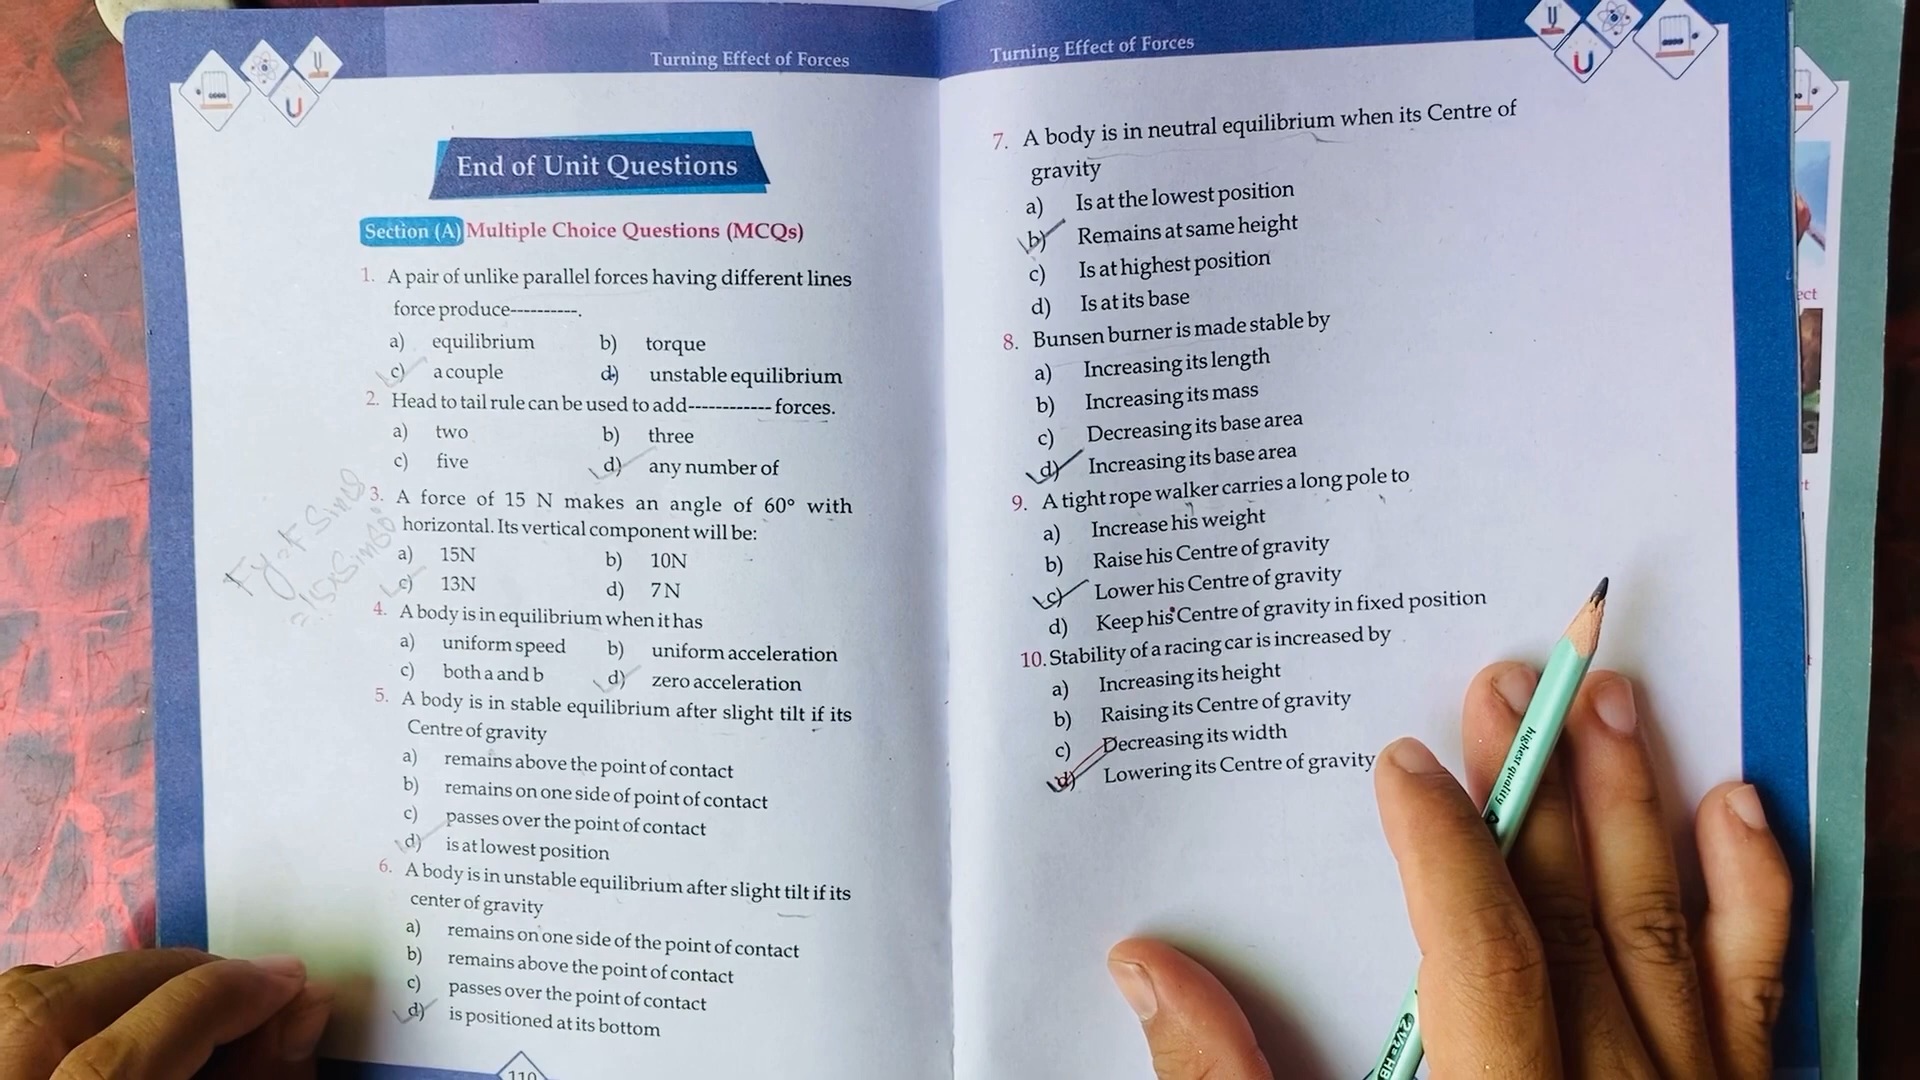 Turning Effect of Forces
End of Unit Questions
Section (A) Multiple Choice Questions (MCQs)
1. A pair of unlike parallel forces having different lines
force produce----------.
a) equilibrium b) torque
c) a couple d) unstable equilibrium
2. Head to tail rule can be used to add------------ forces.
a) two b) three
c) five d) any number of
3. A force of 15 N makes an angle of 60° with
horizontal. Its vertical component will be:
a) 15N b) 10N
c) 13N d) 7 N
Fy=F Sinθ
=15xSin60°
4. A body is in equilibrium when it has
a) uniform speed b) uniform acceleration
c) both a and b d) zero acceleration
5. A body is in stable equilibrium after slight tilt if its
Centre of gravity
a) remains above the point of contact
b) remains on one side of point of contact
c) passes over the point of contact
d) is at lowest position
6. A body is in unstable equilibrium after slight tilt if its
center of gravity
a) remains on one side of the point of contact
b) remains above the point of contact
c) passes over the point of contact
d) is positioned at its bottom
110
Turning Effect of Forces
7. A body is in neutral equilibrium when its Centre of
gravity
a) Is at the lowest position
b) Remains at same height
c) Is at highest position
d) Is at its base
8. Bunsen burner is made stable by
a) Increasing its length
b) Increasing its mass
c) Decreasing its base area
d) Increasing its base area
9. A tight rope walker carries a long pole to
a) Increase his weight
b) Raise his Centre of gravity
c) Lower his Centre of gravity
d) Keep his Centre of gravity in fixed position
10. Stability of a racing car is increased by
a) Increasing its height
b) Raising its Centre of gravity
c) Decreasing its width
d) Lowering its Centre of gravity
highest quality
2 1/2=HB
ect